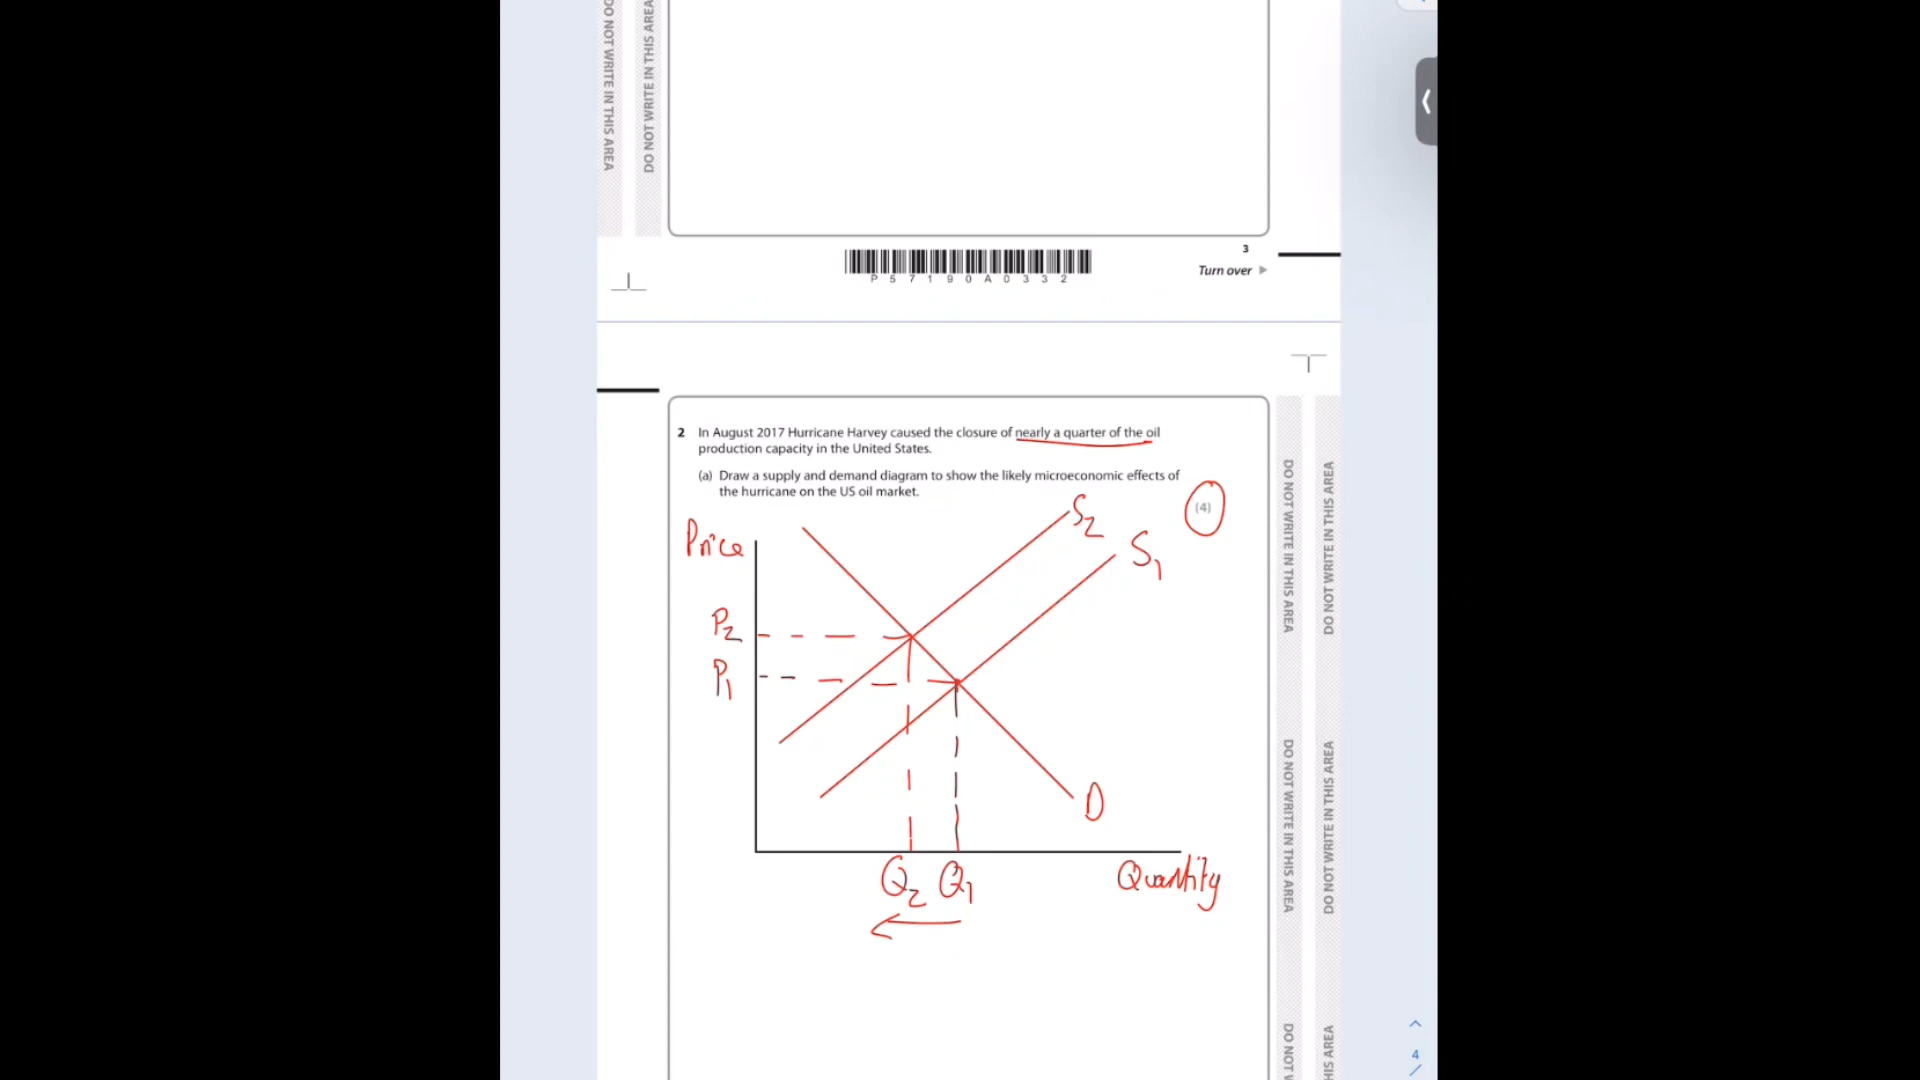 DO NOT WRITE IN THIS AREA
DO NOT WRITE IN THIS AREA
3
Turn over
P 5 7 1 9 0 A 0 3 3 2
2 In August 2017 Hurricane Harvey caused the closure of nearly a quarter of the oil
production capacity in the United States.
(a) Draw a supply and demand diagram to show the likely microeconomic effects of
the hurricane on the US oil market.
(4)
S2
S1
Price
P2
P1
D
Q2 Q1
Quantity
DO NOT WRITE IN THIS AREA
DO NOT WRITE IN THIS AREA
DO NOT WRITE IN THIS AREA
DO NOT WRITE IN THIS AREA
DO NOT W
HIS AREA
4